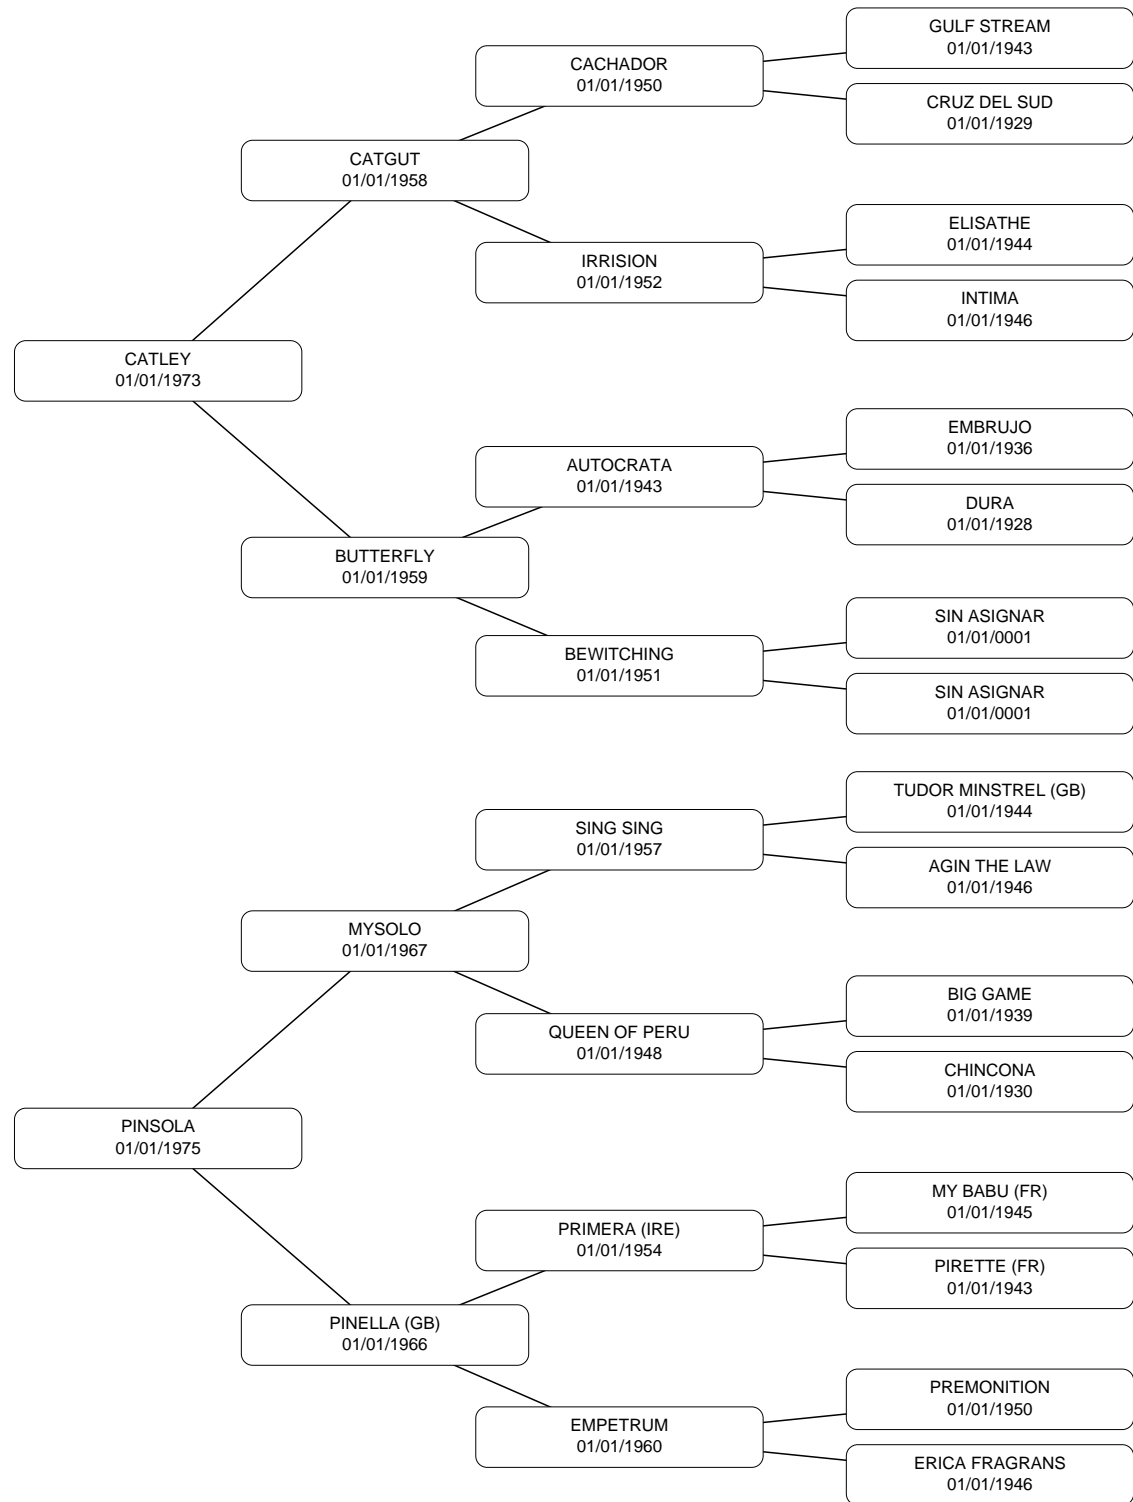 GULF STREAM
01/01/1943
CACHADOR
01/01/1950
CRUZ DEL SUD
01/01/1929
CATGUT
01/01/1958
ELISATHE
01/01/1944
IRRISION
01/01/1952
INTIMA
01/01/1946
CATLEY
01/01/1973
EMBRUJO
01/01/1936
AUTOCRATA
01/01/1943
DURA
01/01/1928
BUTTERFLY
01/01/1959
SIN ASIGNAR
01/01/0001
BEWITCHING
01/01/1951
SIN ASIGNAR
01/01/0001
TUDOR MINSTREL (GB)
01/01/1944
SING SING
01/01/1957
AGIN THE LAW
01/01/1946
MYSOLO
01/01/1967
BIG GAME
01/01/1939
QUEEN OF PERU
01/01/1948
CHINCONA
01/01/1930
PINSOLA
01/01/1975
MY BABU (FR)
01/01/1945
PRIMERA (IRE)
01/01/1954
PIRETTE (FR)
01/01/1943
PINELLA (GB)
01/01/1966
PREMONITION
01/01/1950
EMPETRUM
01/01/1960
ERICA FRAGRANS
01/01/1946